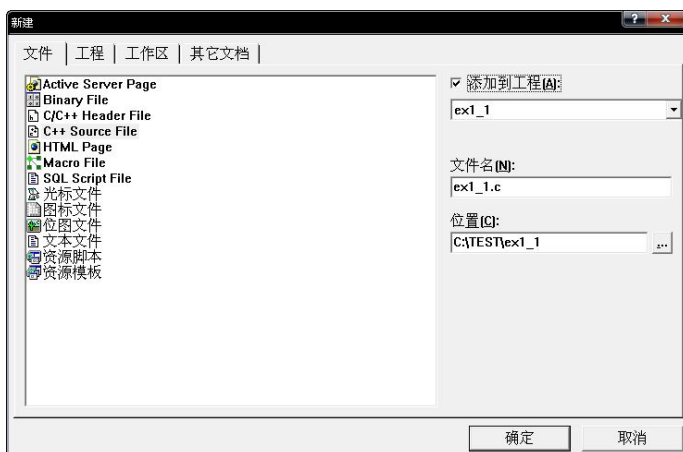 新建
文件 工程 工作区 其它文档
Active Server Page
Binary File
C/C++ Header File
C++ Source File
HTML Page
Macro File
SQL Script File
光标文件
图标文件
位图文件
文本文件
资源脚本
资源模板
添加到工程(A):
ex1_1
文件名(N):
ex1_1.c
位置(C):
C:\TEST\ex1_1
...
确定 取消